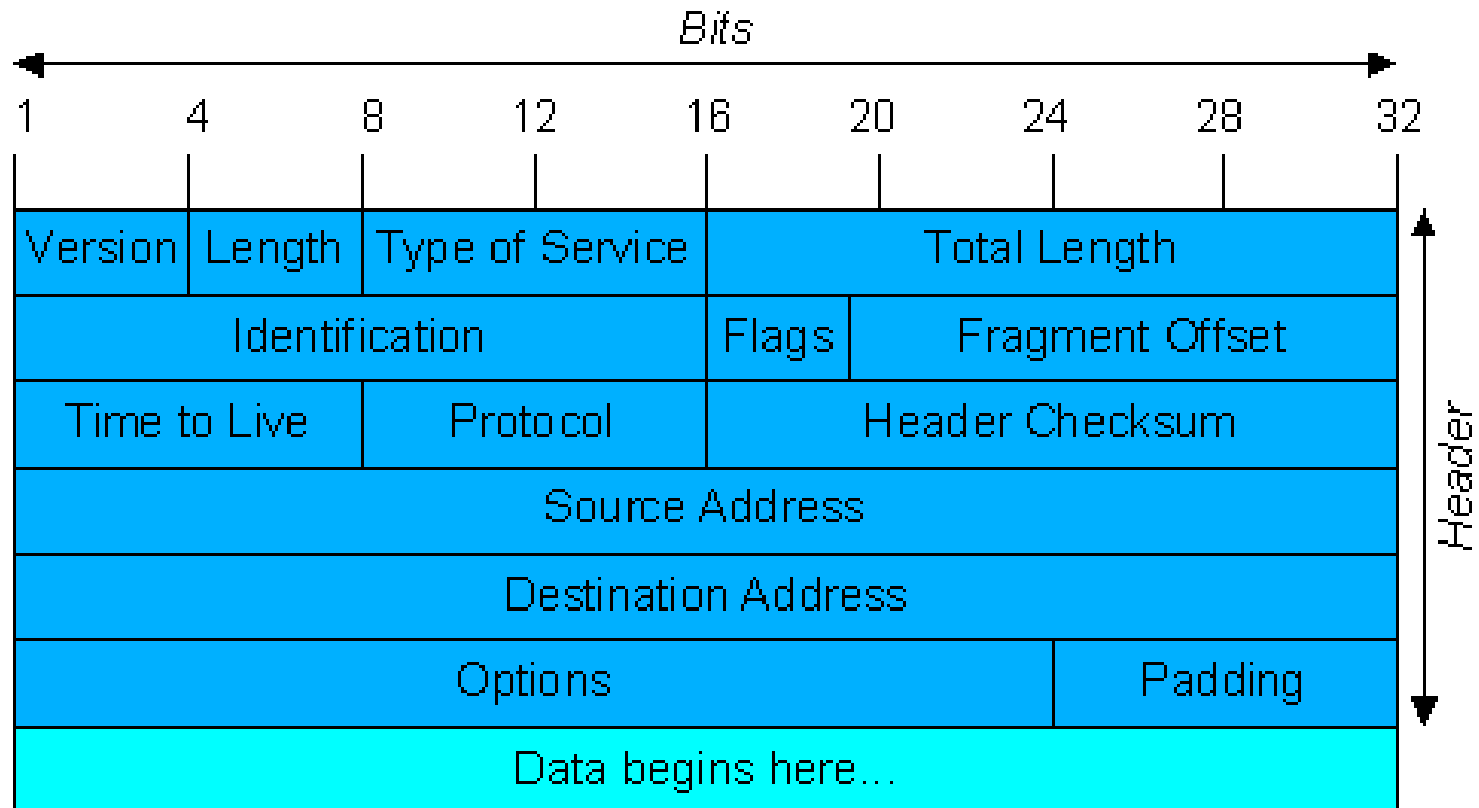 Bits
1 4 8 12 16 20 24 28 32
Version Length Type of Service Total Length
Identification Flags Fragment Offset
Time to Live Protocol Header Checksum
Source Address
Destination Address
Options Padding
Data begins here...
Header